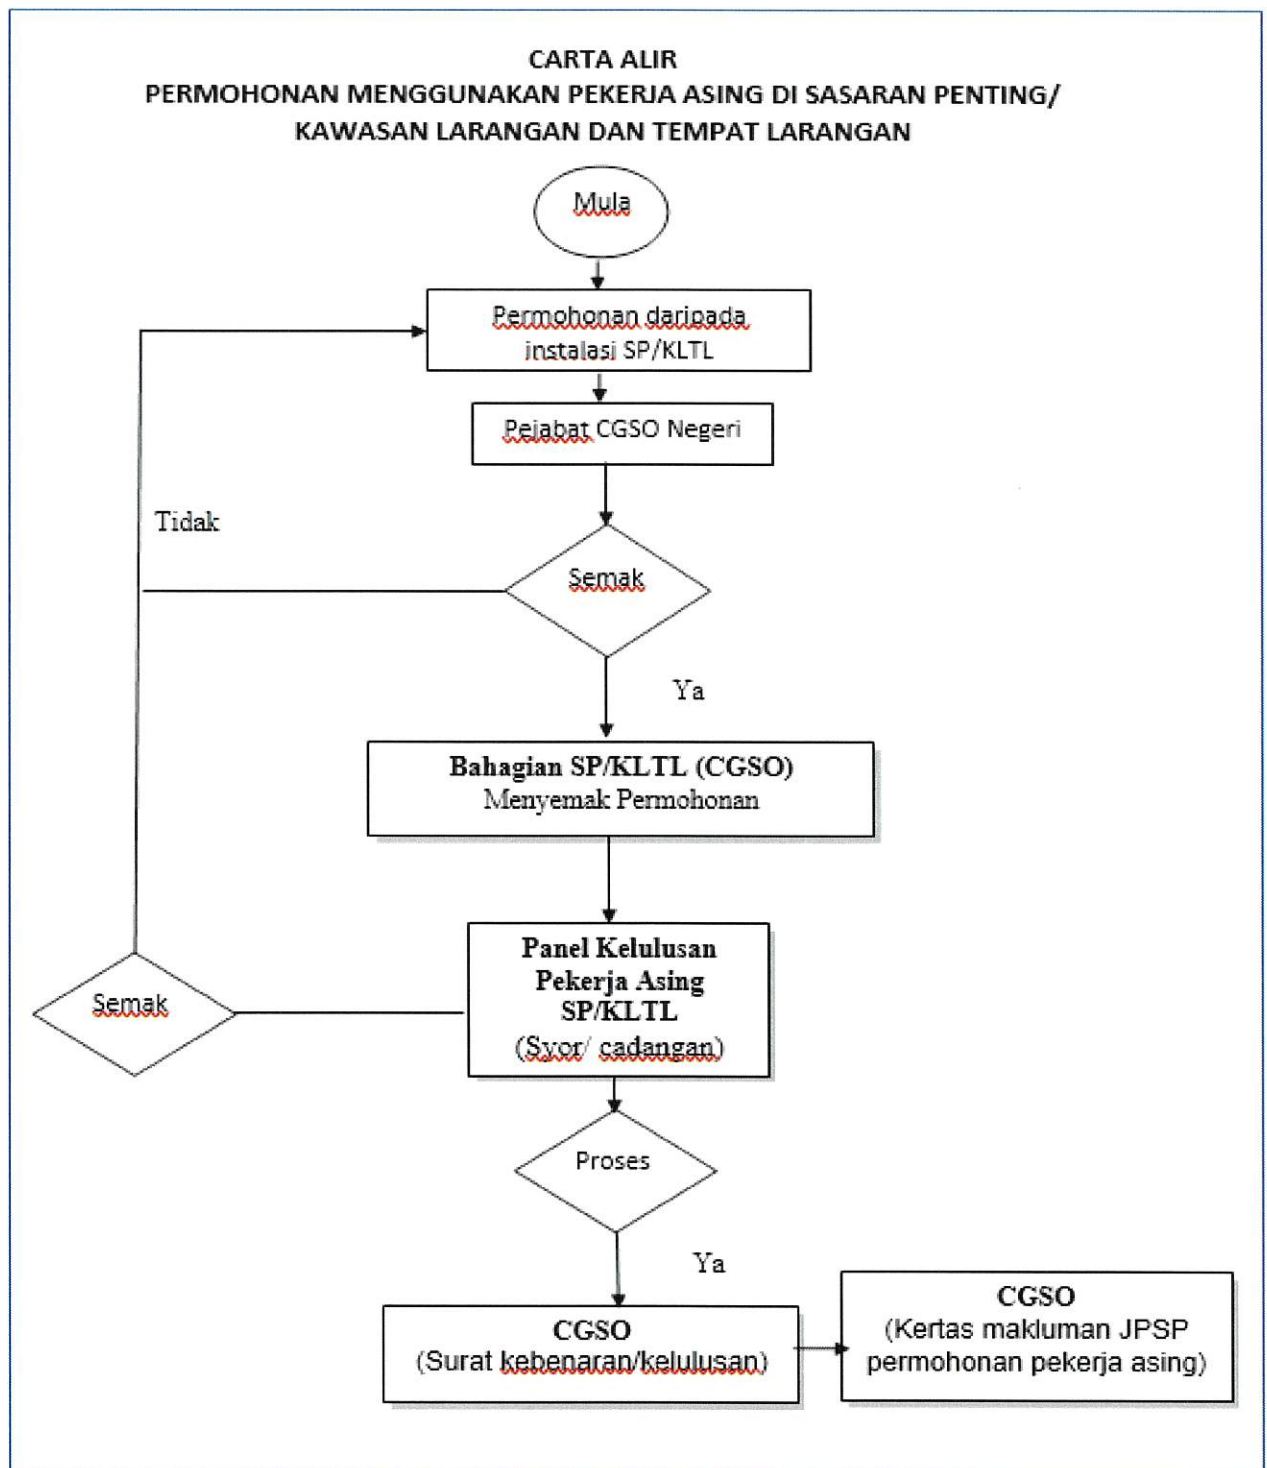 CARTA ALIR
PERMOHONAN MENGGUNAKAN PEKERJA ASING DI SASARAN PENTING/
KAWASAN LARANGAN DAN TEMPAT LARANGAN
Mula
Permohonan daripada
instalasi SP/KLTL
Pejabat CGSO Negeri
Tidak
Semak
Ya
Bahagian SP/KLTL (CGSO)
Menyemak Permohonan
Panel Kelulusan
Pekerja Asing
SP/KLTL
(Syor/ cadangan)
Semak
Proses
Ya
CGSO
(Surat kebenaran/kelulusan)
CGSO
(Kertas makluman JPSP
permohonan pekerja asing)